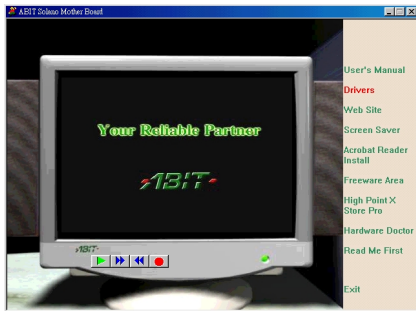 ABIT Solano Mother Board
Your Reliable Partner
ABIT
ABIT
User's Manual
Drivers
Web Site
Screen Saver
Acrobat Reader
Install
Freeware Area
High Point X
Store Pro
Hardware Doctor
Read Me First
Exit